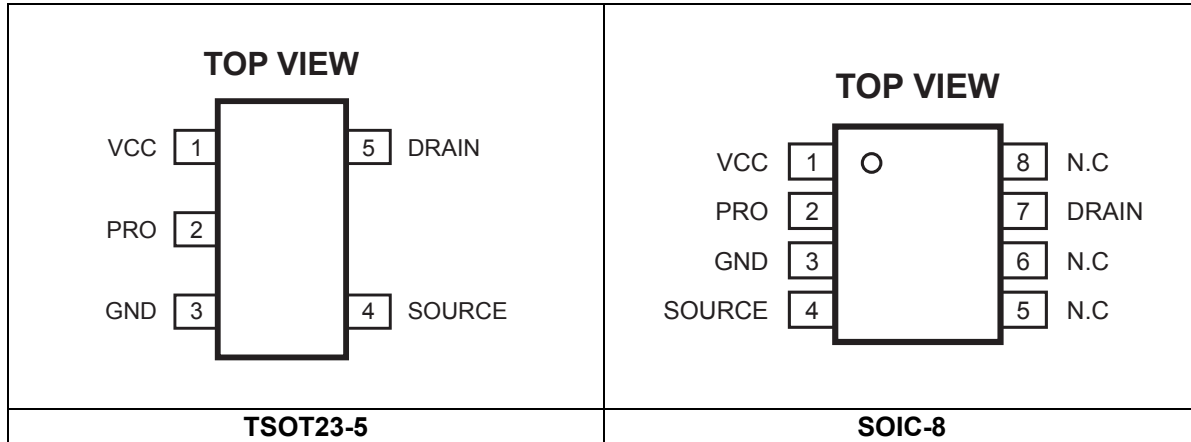 TOP VIEW
VCC 1 5 DRAIN
PRO 2
GND 3 4 SOURCE
TSOT23-5
TOP VIEW
VCC 1 8 N.C
PRO 2 7 DRAIN
GND 3 6 N.C
SOURCE 4 5 N.C
SOIC-8